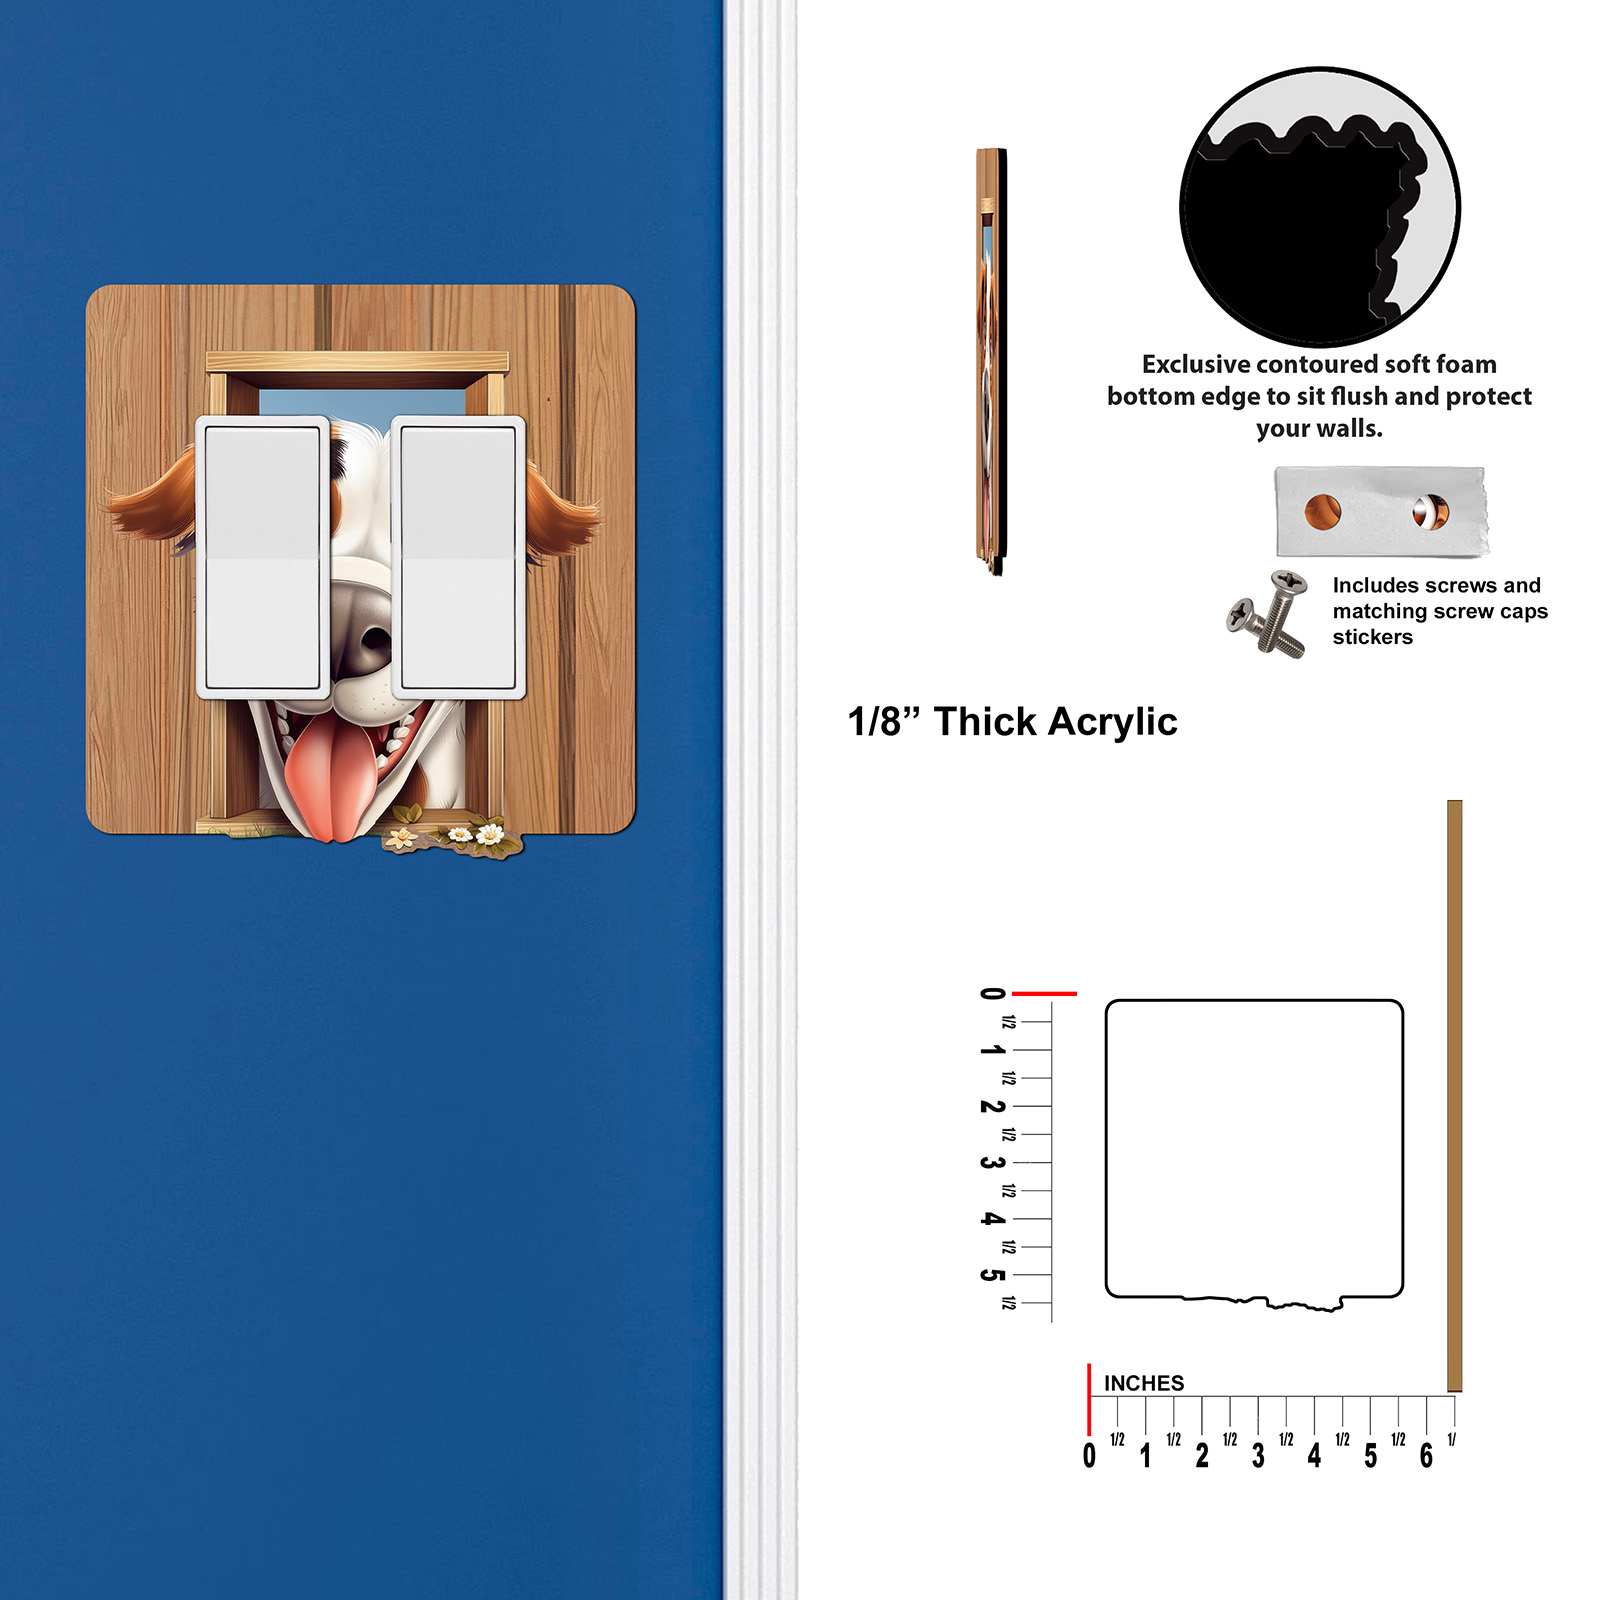 Exclusive contoured soft foam
bottom edge to sit flush and protect
your walls.
Includes screws and
matching screw caps
stickers
1/8” Thick Acrylic
0
1/2
1
1/2
2
1/2
3
1/2
4
1/2
5
1/2
INCHES
0 1/2 1 1/2 2 1/2 3 1/2 4 1/2 5 1/2 6 1/